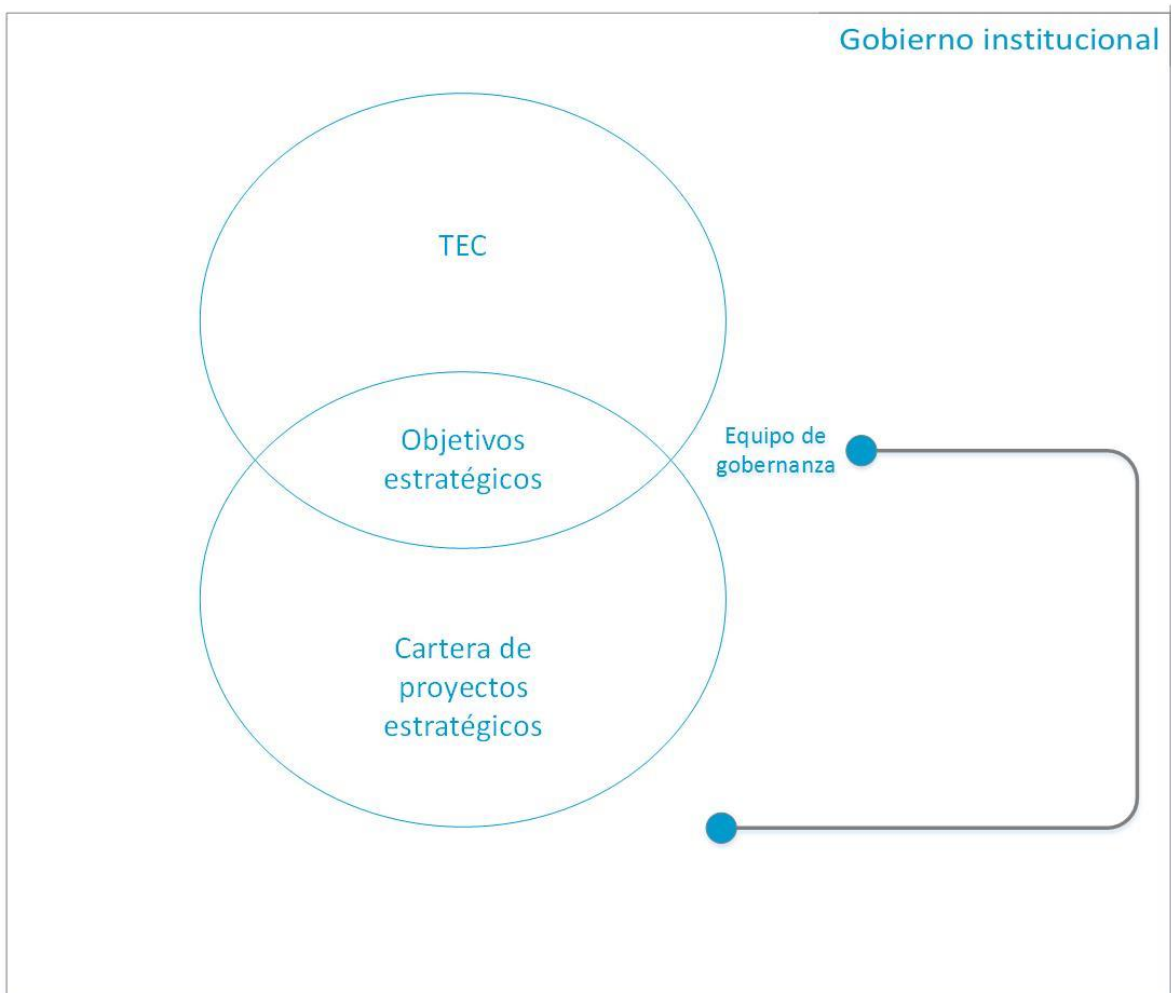 Gobierno institucional
TEC
Objetivos
estratégicos
Equipo de
gobernanza
Cartera de
proyectos
estratégicos